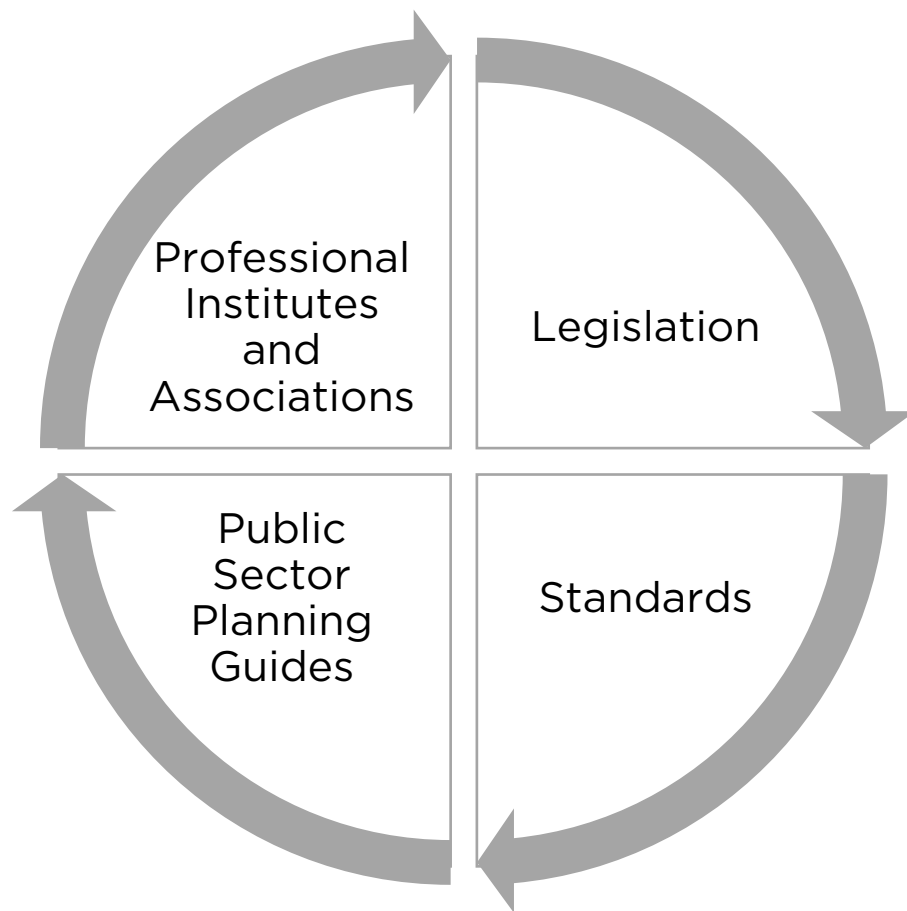 Professional
Institutes
and
Associations
Legislation
Public
Sector
Planning
Guides
Standards